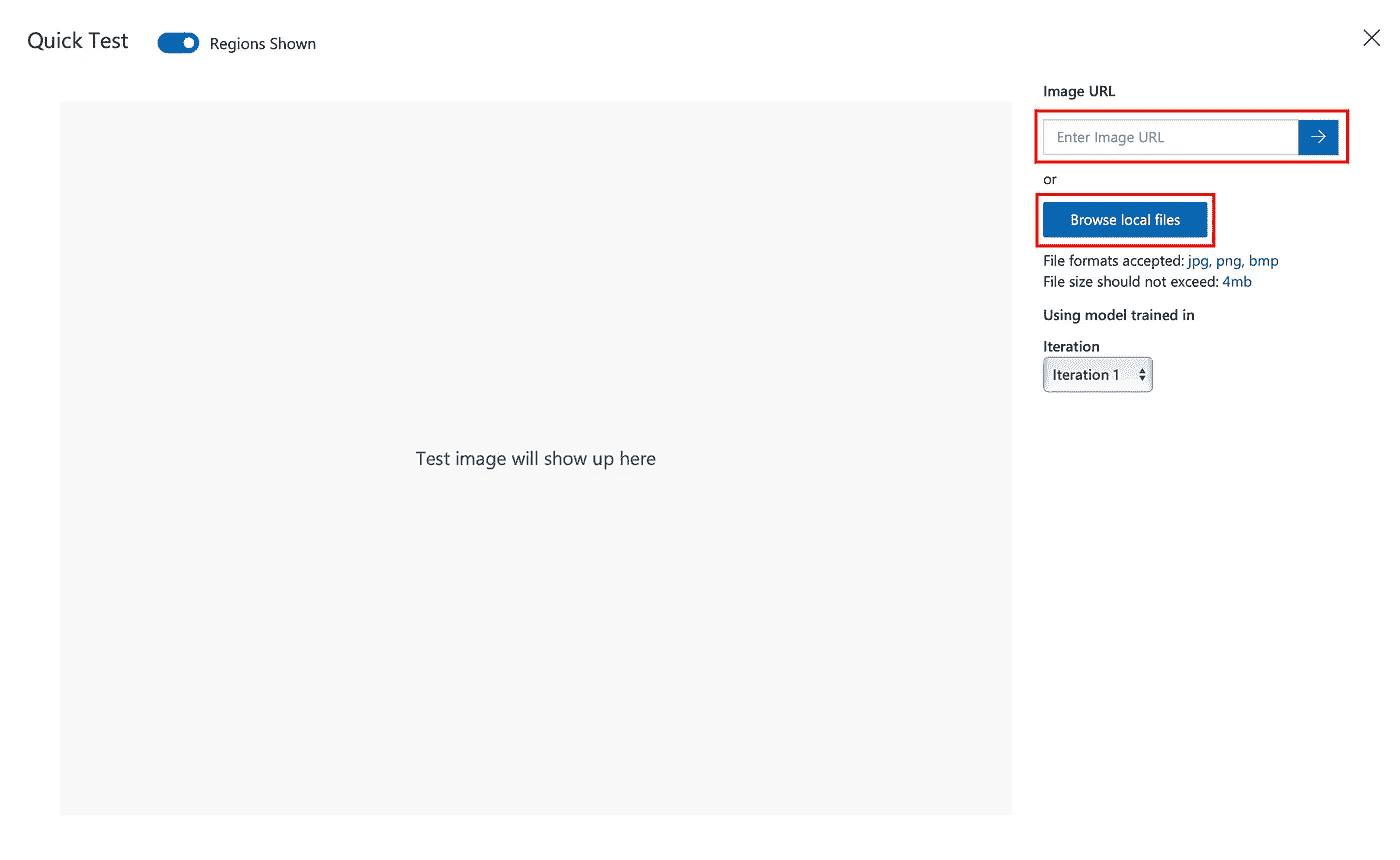 Quick Test
Regions Shown
Image URL
Enter Image URL
or
Browse local files
File formats accepted: jpg, png, bmp
File size should not exceed: 4mb
Using model trained in
Iteration
Iteration 1
Test image will show up here